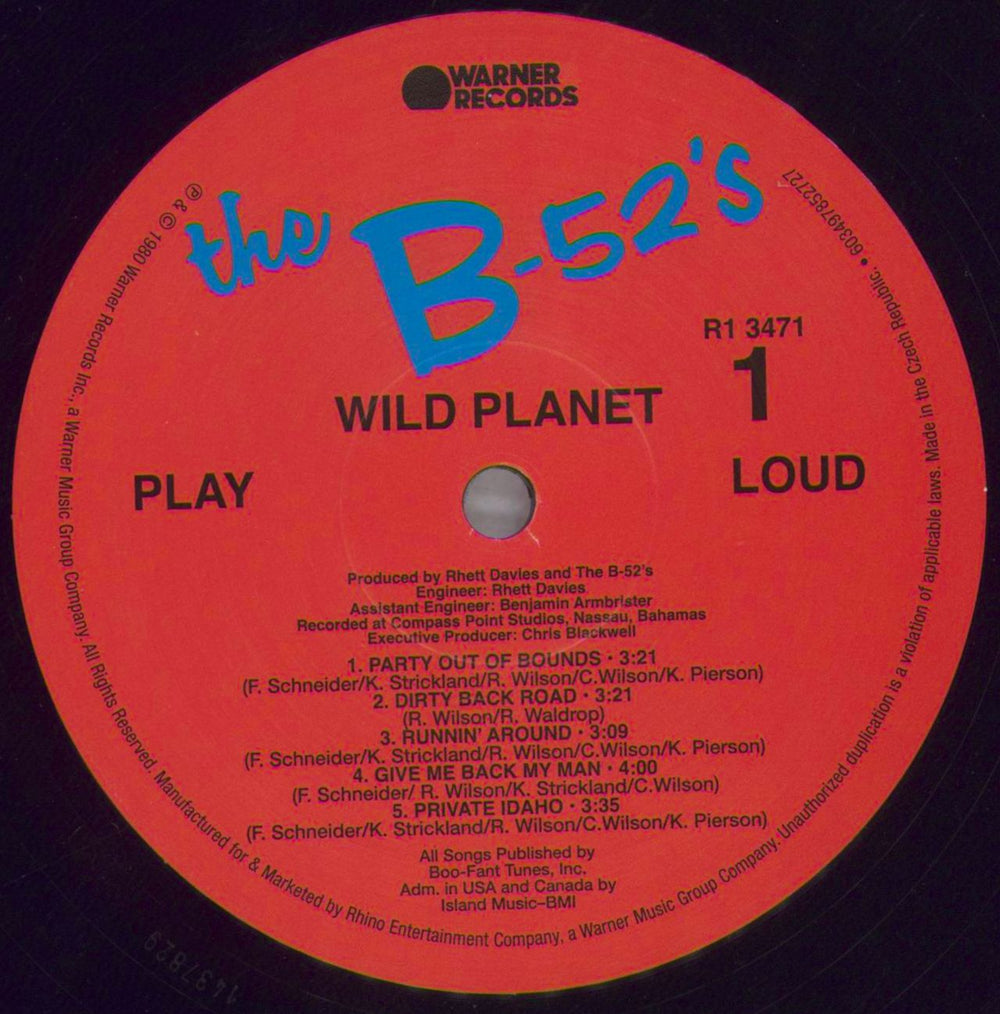 WARNER
RECORDS
the B-52's
R1 3471
1
WILD PLANET
PLAY
LOUD
Produced by Rhett Davies and The B-52's
Engineer: Rhett Davies
Assistant Engineer: Benjamin Armbrister
Recorded at Compass Point Studios, Nassau, Bahamas
Executive Producer: Chris Blackwell
1. PARTY OUT OF BOUNDS · 3:21
(F. Schneider/K. Strickland/R. Wilson/C.Wilson/K. Pierson)
2. DIRTY BACK ROAD · 3:21
(R. Wilson/R. Waldrop)
3. RUNNIN' AROUND · 3:09
(F. Schneider/K. Strickland/R. Wilson/C.Wilson/K. Pierson)
4. GIVE ME BACK MY MAN · 4:00
(F. Schneider/ R. Wilson/K. Strickland/C.Wilson)
5. PRIVATE IDAHO · 3:35
(F. Schneider/K. Strickland/R. Wilson/C.Wilson/K. Pierson)
All Songs Published by
Boo-Fant Tunes, Inc.
Adm. in USA and Canada by
Island Music–BMI
℗ & © 1980 Warner Records Inc., a Warner Music Group Company. All Rights Reserved. Manufactured for & Marketed by Rhino Entertainment Company, a Warner Music Group Company. Unauthorized duplication is a violation of applicable laws. Made in the Czech Republic. • 603497852727
1437829